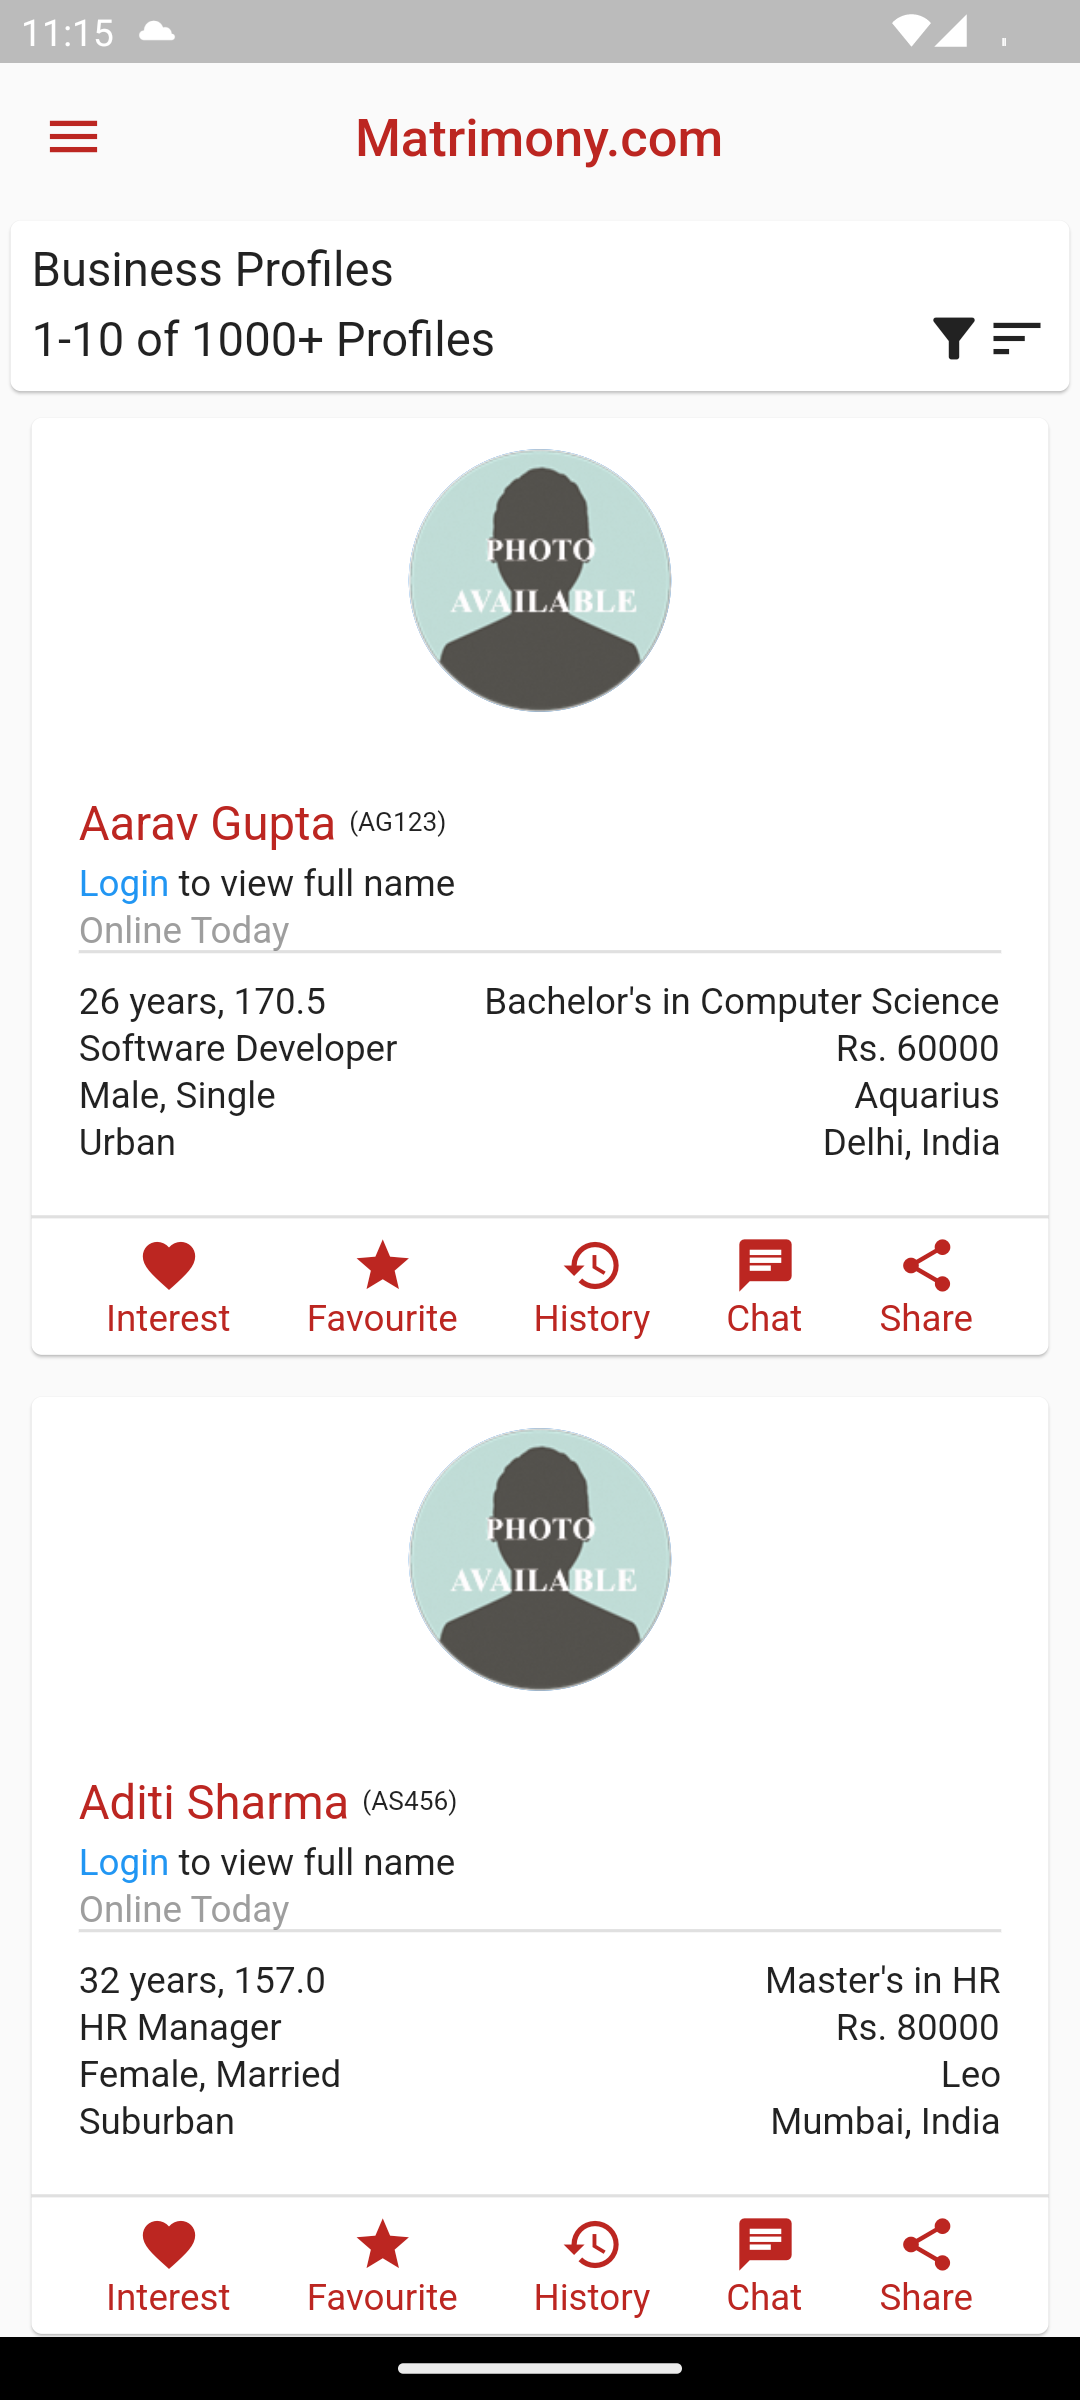 11:15
Matrimony.com
Business Profiles
1-10 of 1000+ Profiles
PHOTO
AVAILABLE
Aarav Gupta (AG123)
Login to view full name
Online Today
26 years, 170.5 Bachelor's in Computer Science
Software Developer Rs. 60000
Male, Single Aquarius
Urban Delhi, India
Interest Favourite History Chat Share
PHOTO
AVAILABLE
Aditi Sharma (AS456)
Login to view full name
Online Today
32 years, 157.0 Master's in HR
HR Manager Rs. 80000
Female, Married Leo
Suburban Mumbai, India
Interest Favourite History Chat Share